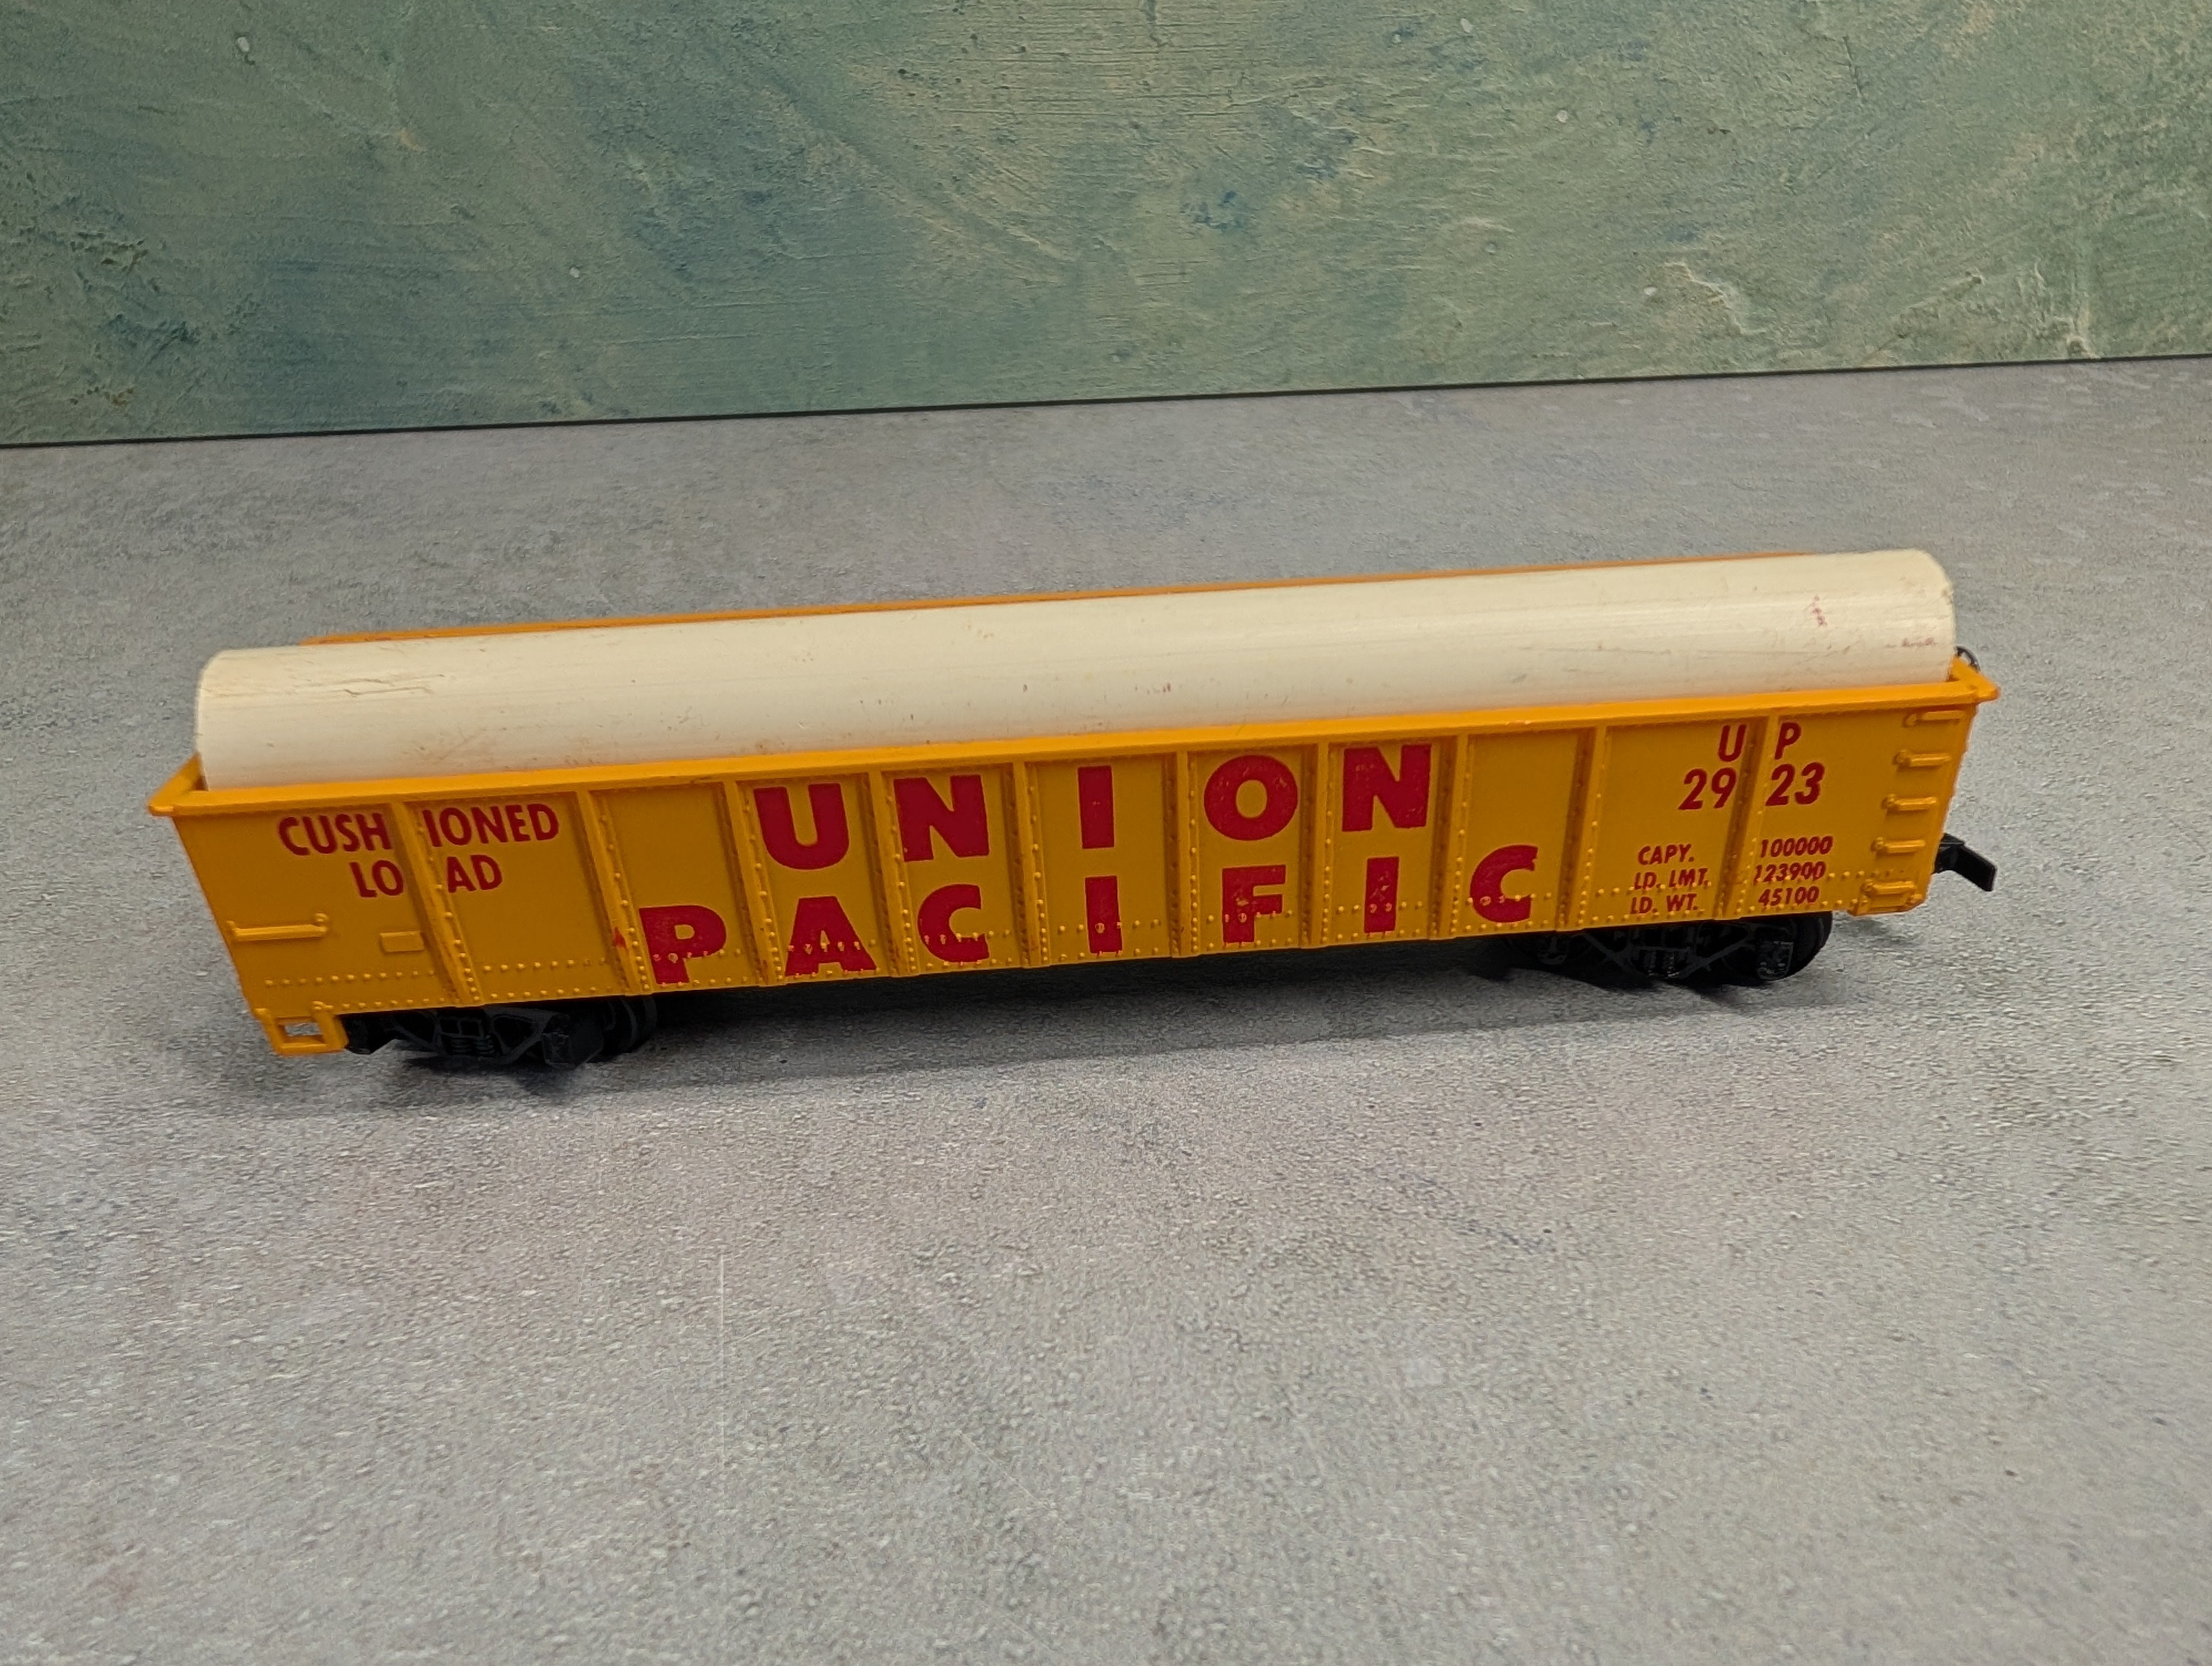 CUSHIONED
LOAD
UNION
PACIFIC
UP
2923
CAPY. 100000
LD. LMT. 123900
LD. WT. 45100